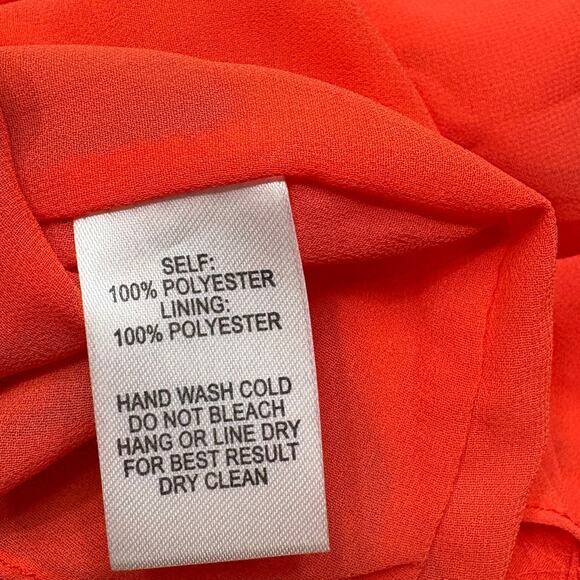 SELF:
100% POLYESTER
LINING:
100% POLYESTER
HAND WASH COLD
DO NOT BLEACH
HANG OR LINE DRY
FOR BEST RESULT
DRY CLEAN